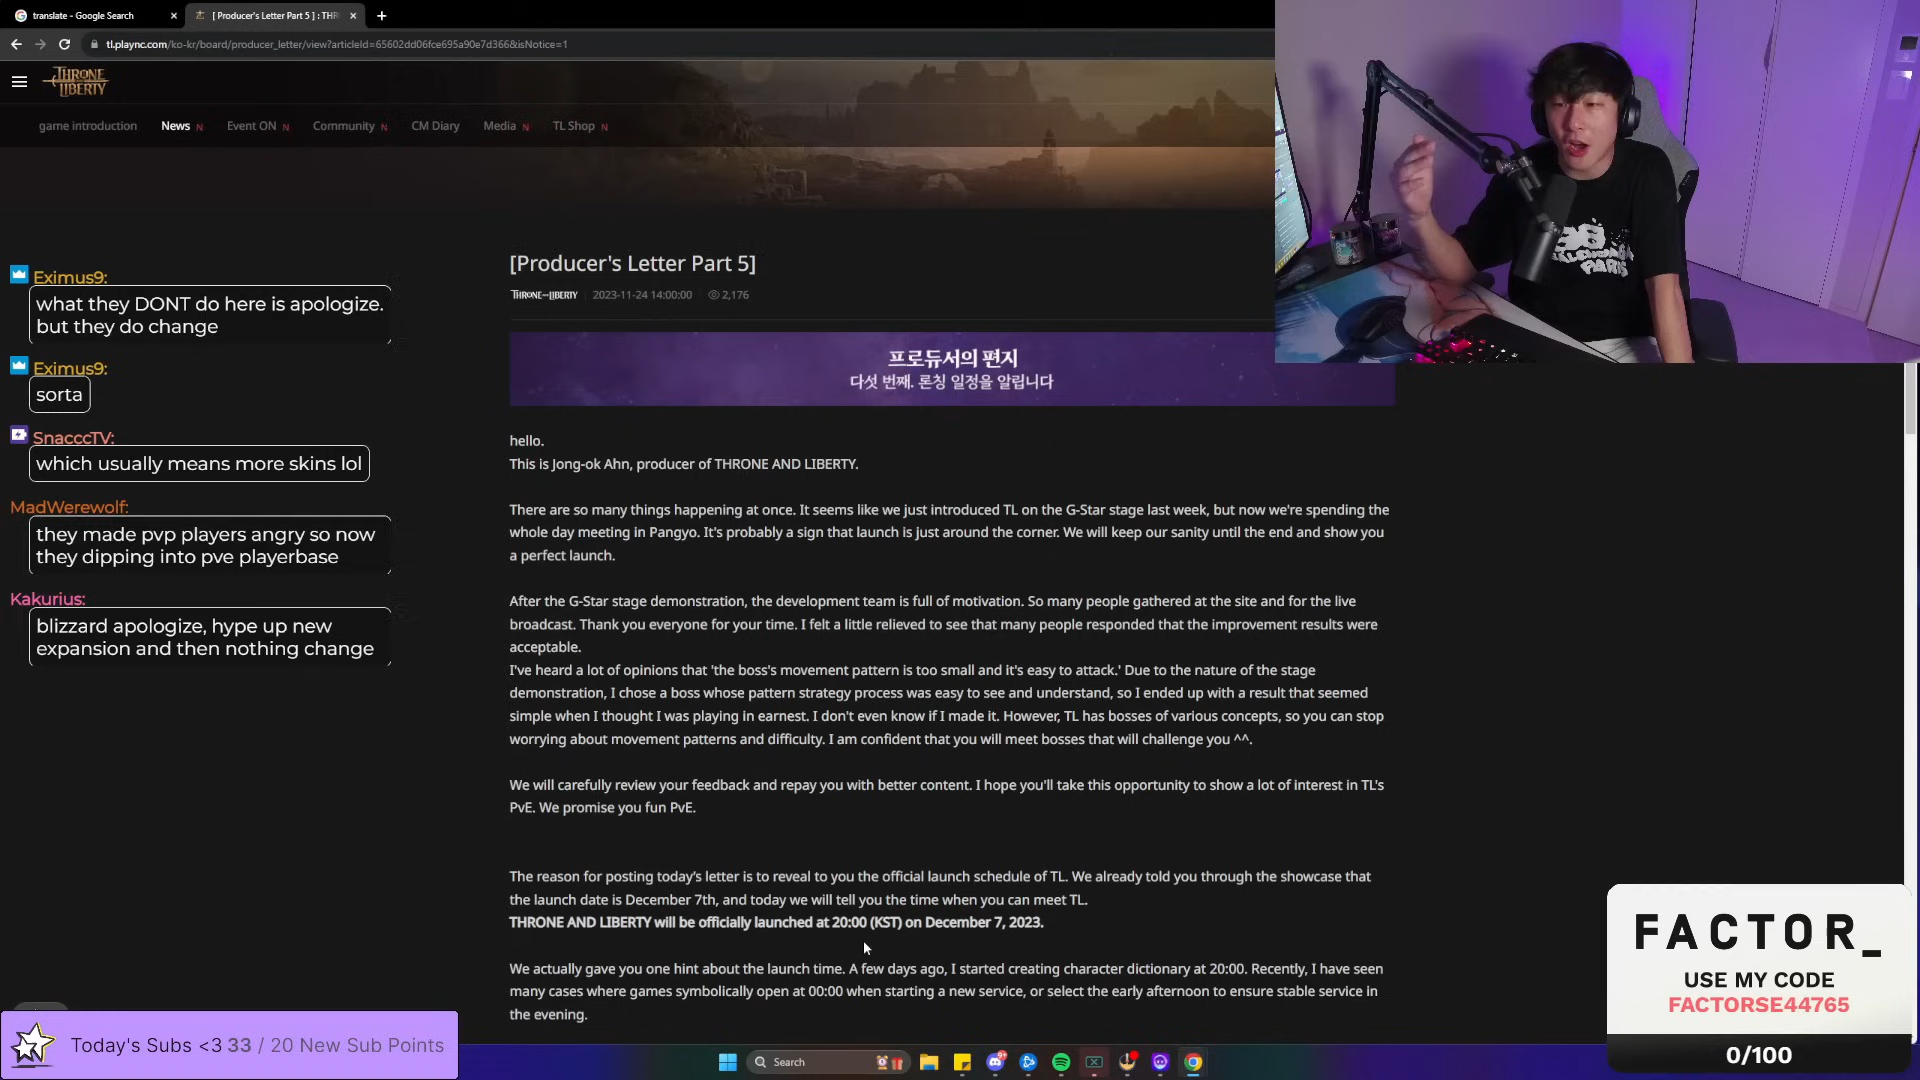 translate - Google Search
[ Producer's Letter Part 5 ] : THR
tl.plaync.com/ko-kr/board/producer_letter/view?articleId=65602dd06fce695a90e7d366&isNotice=1
THRONE AND LIBERTY
game introduction
News N
Event ON N
Community N
CM Diary
Media N
TL Shop N
[Producer's Letter Part 5]
THRONE AND LIBERTY 2023-11-24 14:00:00 2,176
프로듀서의 편지
다섯 번째. 론칭 일정을 알립니다
hello.
This is Jong-ok Ahn, producer of THRONE AND LIBERTY.
There are so many things happening at once. It seems like we just introduced TL on the G-Star stage last week, but now we're spending the
whole day meeting in Pangyo. It's probably a sign that launch is just around the corner. We will keep our sanity until the end and show you
a perfect launch.
After the G-Star stage demonstration, the development team is full of motivation. So many people gathered at the site and for the live
broadcast. Thank you everyone for your time. I felt a little relieved to see that many people responded that the improvement results were
acceptable.
I've heard a lot of opinions that 'the boss's movement pattern is too small and it's easy to attack.' Due to the nature of the stage
demonstration, I chose a boss whose pattern strategy process was easy to see and understand, so I ended up with a result that seemed
simple when I thought I was playing in earnest. I don't even know if I made it. However, TL has bosses of various concepts, so you can stop
worrying about movement patterns and difficulty. I am confident that you will meet bosses that will challenge you ^^.
We will carefully review your feedback and repay you with better content. I hope you'll take this opportunity to show a lot of interest in TL's
PvE. We promise you fun PvE.
The reason for posting today's letter is to reveal to you the official launch schedule of TL. We already told you through the showcase that
the launch date is December 7th, and today we will tell you the time when you can meet TL.
THRONE AND LIBERTY will be officially launched at 20:00 (KST) on December 7, 2023.
We actually gave you one hint about the launch time. A few days ago, I started creating character dictionary at 20:00. Recently, I have seen
many cases where games symbolically open at 00:00 when starting a new service, or select the early afternoon to ensure stable service in
the evening.
Eximus9:
what they DONT do here is apologize.
but they do change
Eximus9:
sorta
SnacccTV:
which usually means more skins lol
MadWerewolf:
they made pvp players angry so now
they dipping into pve playerbase
Kakurius:
blizzard apologize, hype up new
expansion and then nothing change
Today's Subs <3 33 / 20 New Sub Points
Search
FACTOR_
USE MY CODE
FACTORSE44765
0/100
PARIS